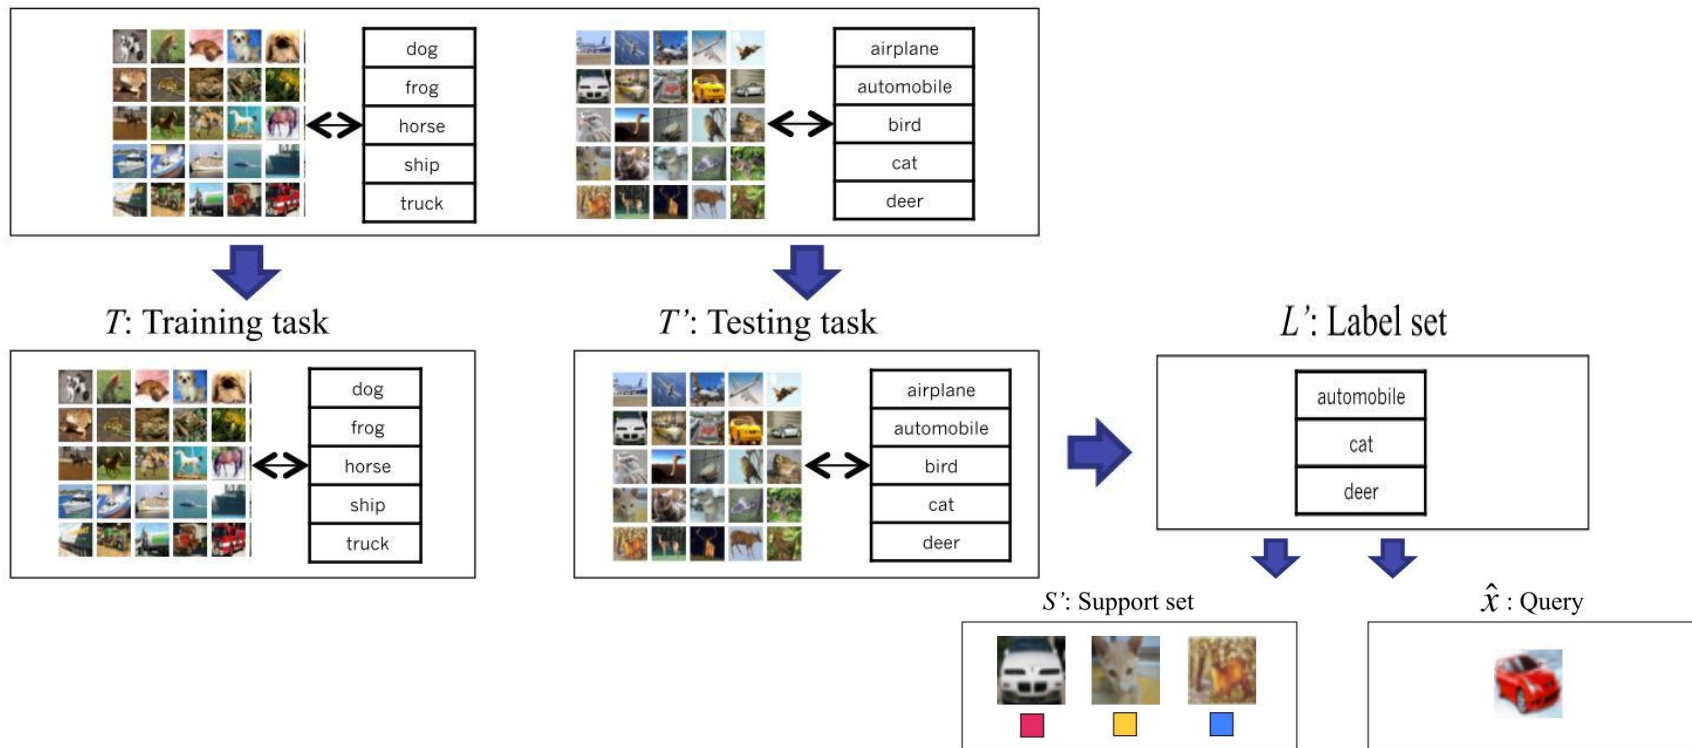 dog
frog
horse
ship
truck
airplane
automobile
bird
cat
deer
T: Training task
T’: Testing task
L’: Label set
dog
frog
horse
ship
truck
airplane
automobile
bird
cat
deer
automobile
cat
deer
S’: Support set
x̂ : Query